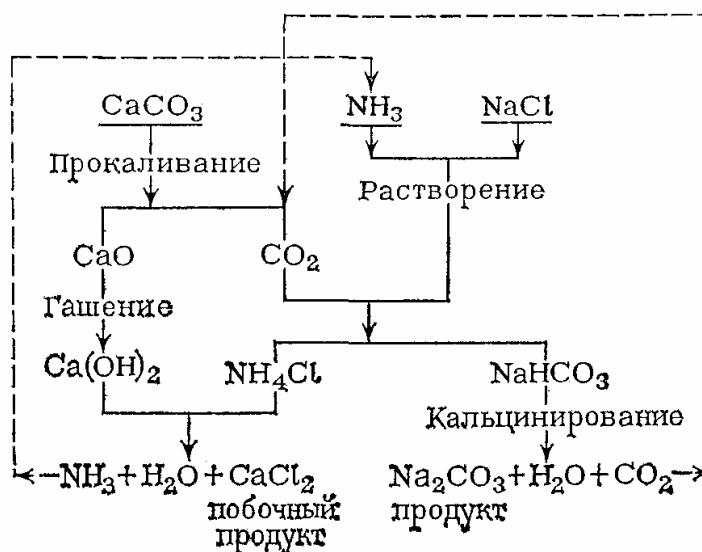 CaCO₃ NH₃ NaCl
Прокаливание
Растворение
CaO CO₂
Гашение
Ca(OH)₂ NH₄Cl NaHCO₃
Кальцинирование
NH₃+H₂O+CaCl₂ Na₂CO₃+H₂O+CO₂
побочный продукт
продукт